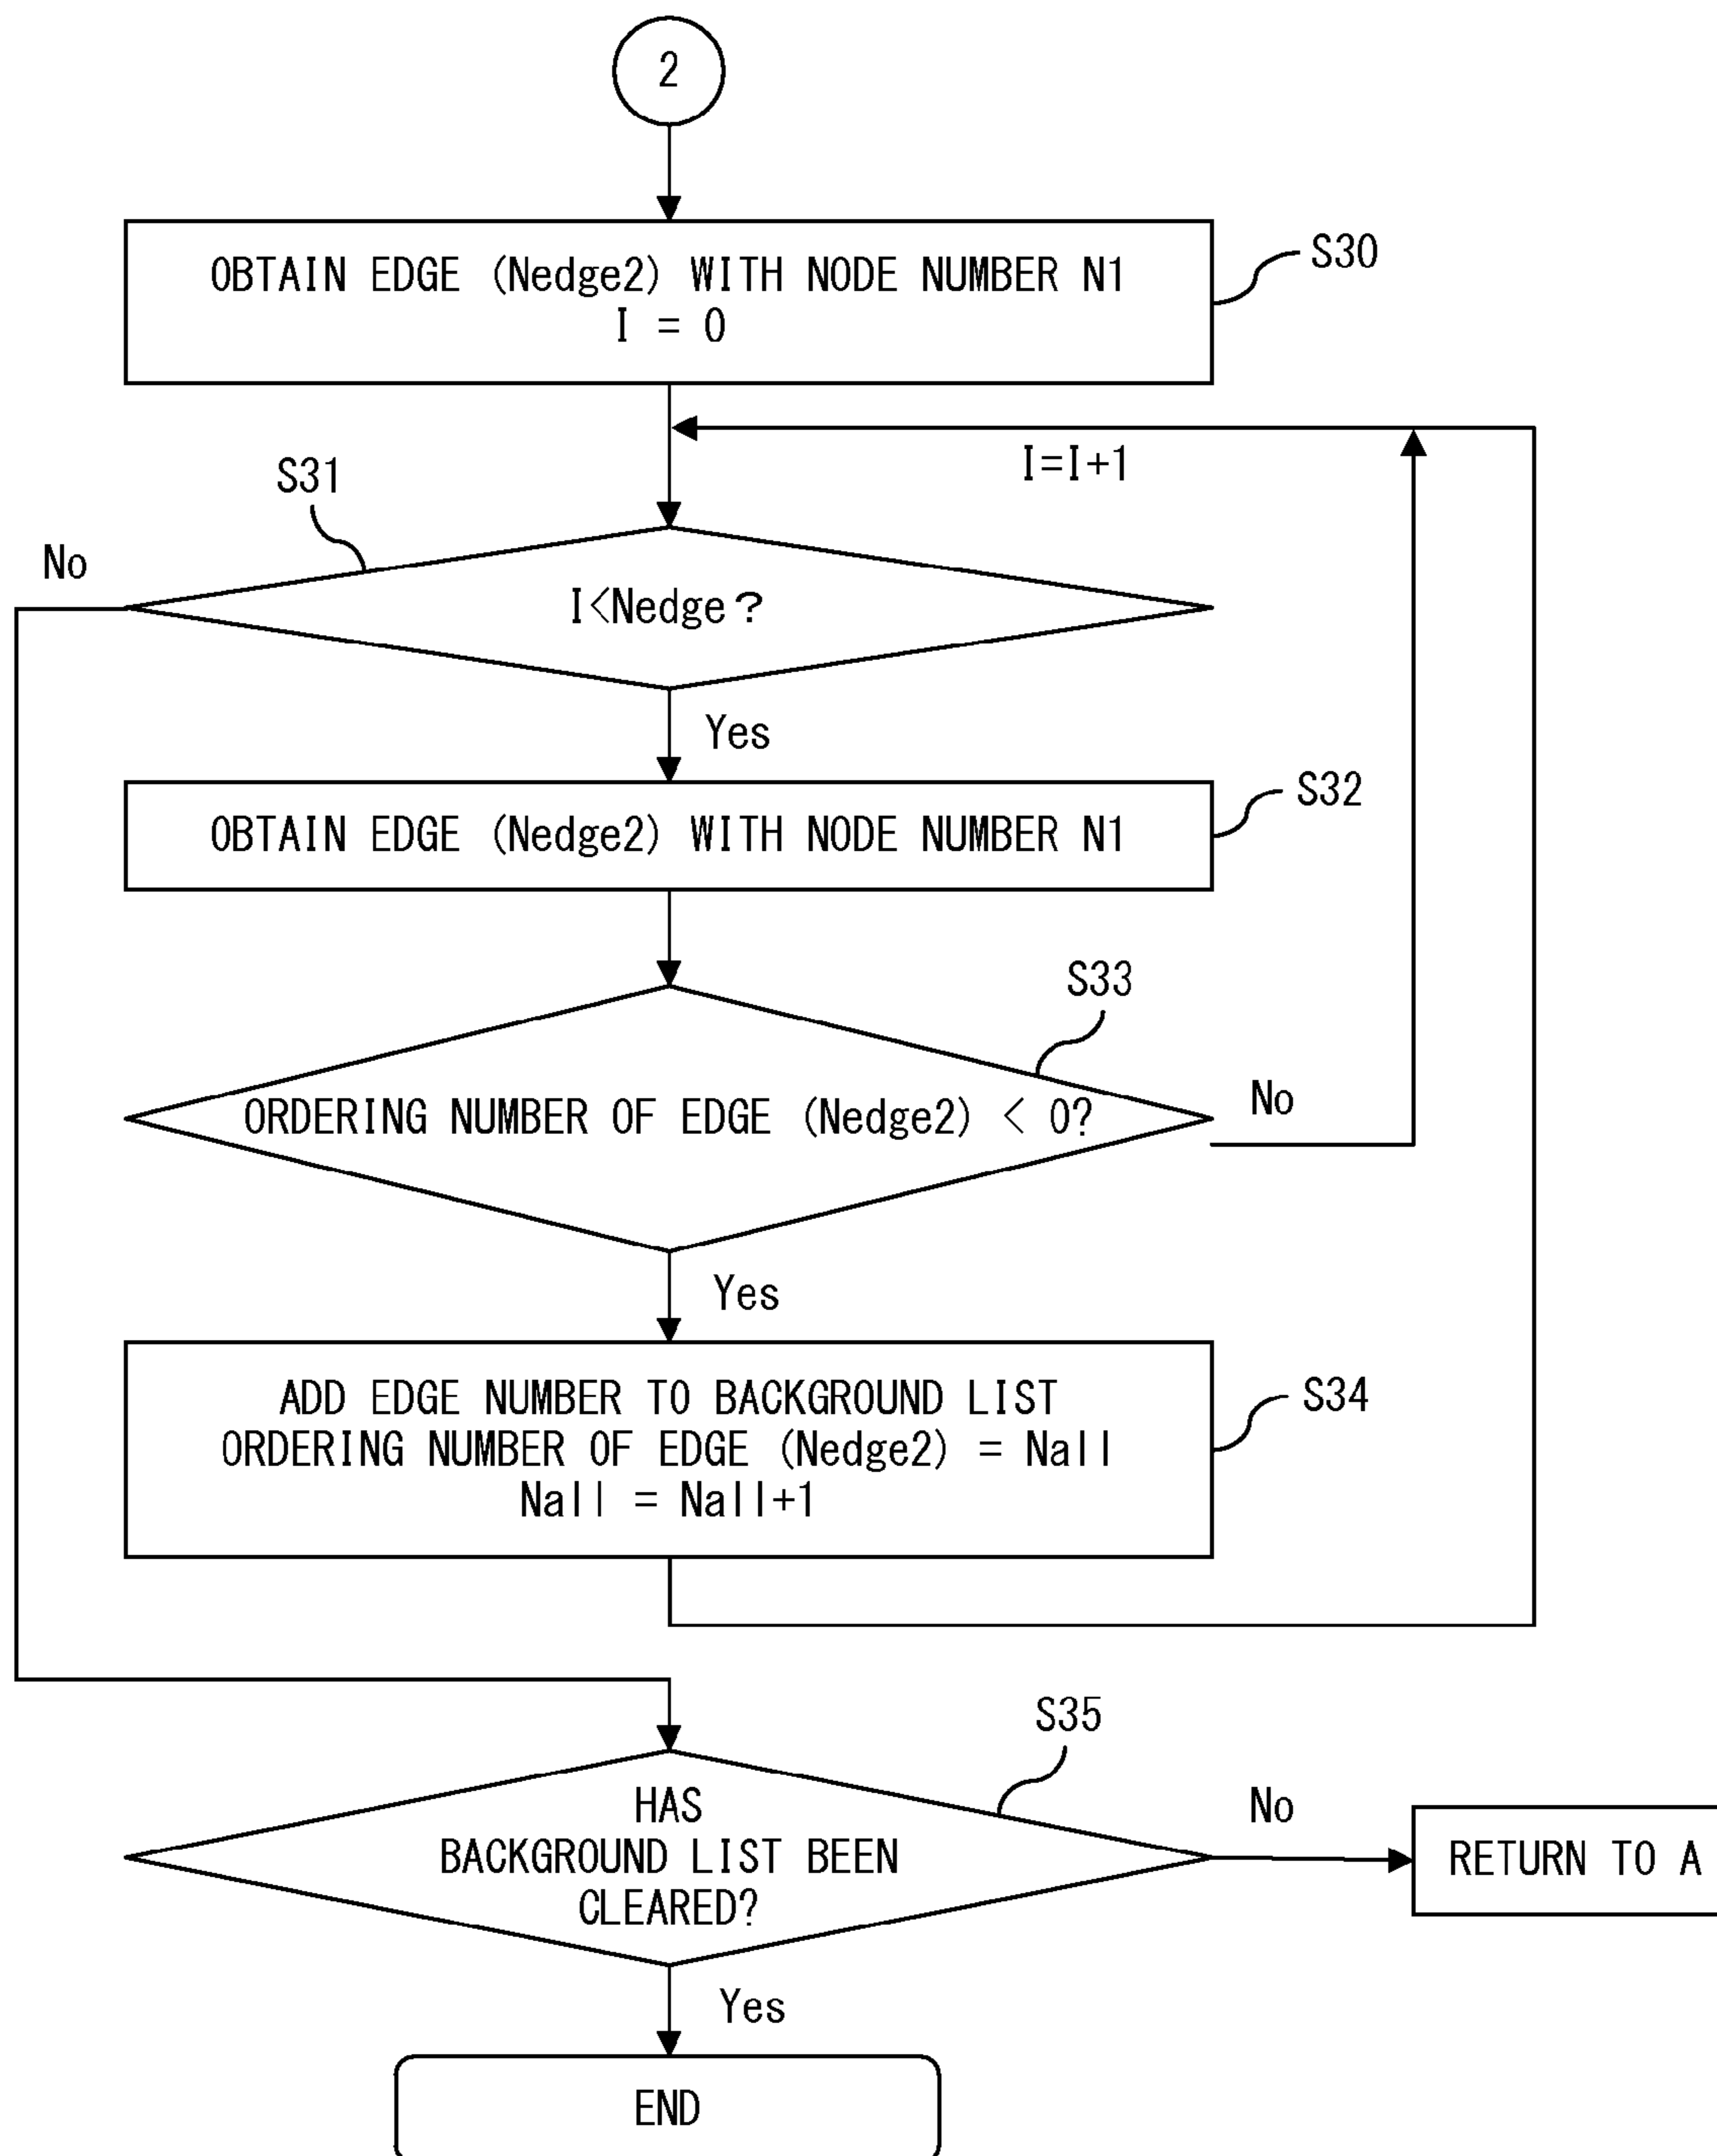 2
OBTAIN EDGE (Nedge2) WITH NODE NUMBER N1
I = 0
S30
I=I+1
S31
No
I<Nedge?
Yes
OBTAIN EDGE (Nedge2) WITH NODE NUMBER N1
S32
S33
ORDERING NUMBER OF EDGE (Nedge2) < 0?
No
Yes
ADD EDGE NUMBER TO BACKGROUND LIST
ORDERING NUMBER OF EDGE (Nedge2) = Nall
Nall = Nall+1
S34
S35
HAS
BACKGROUND LIST BEEN
CLEARED?
No
RETURN TO A
Yes
END